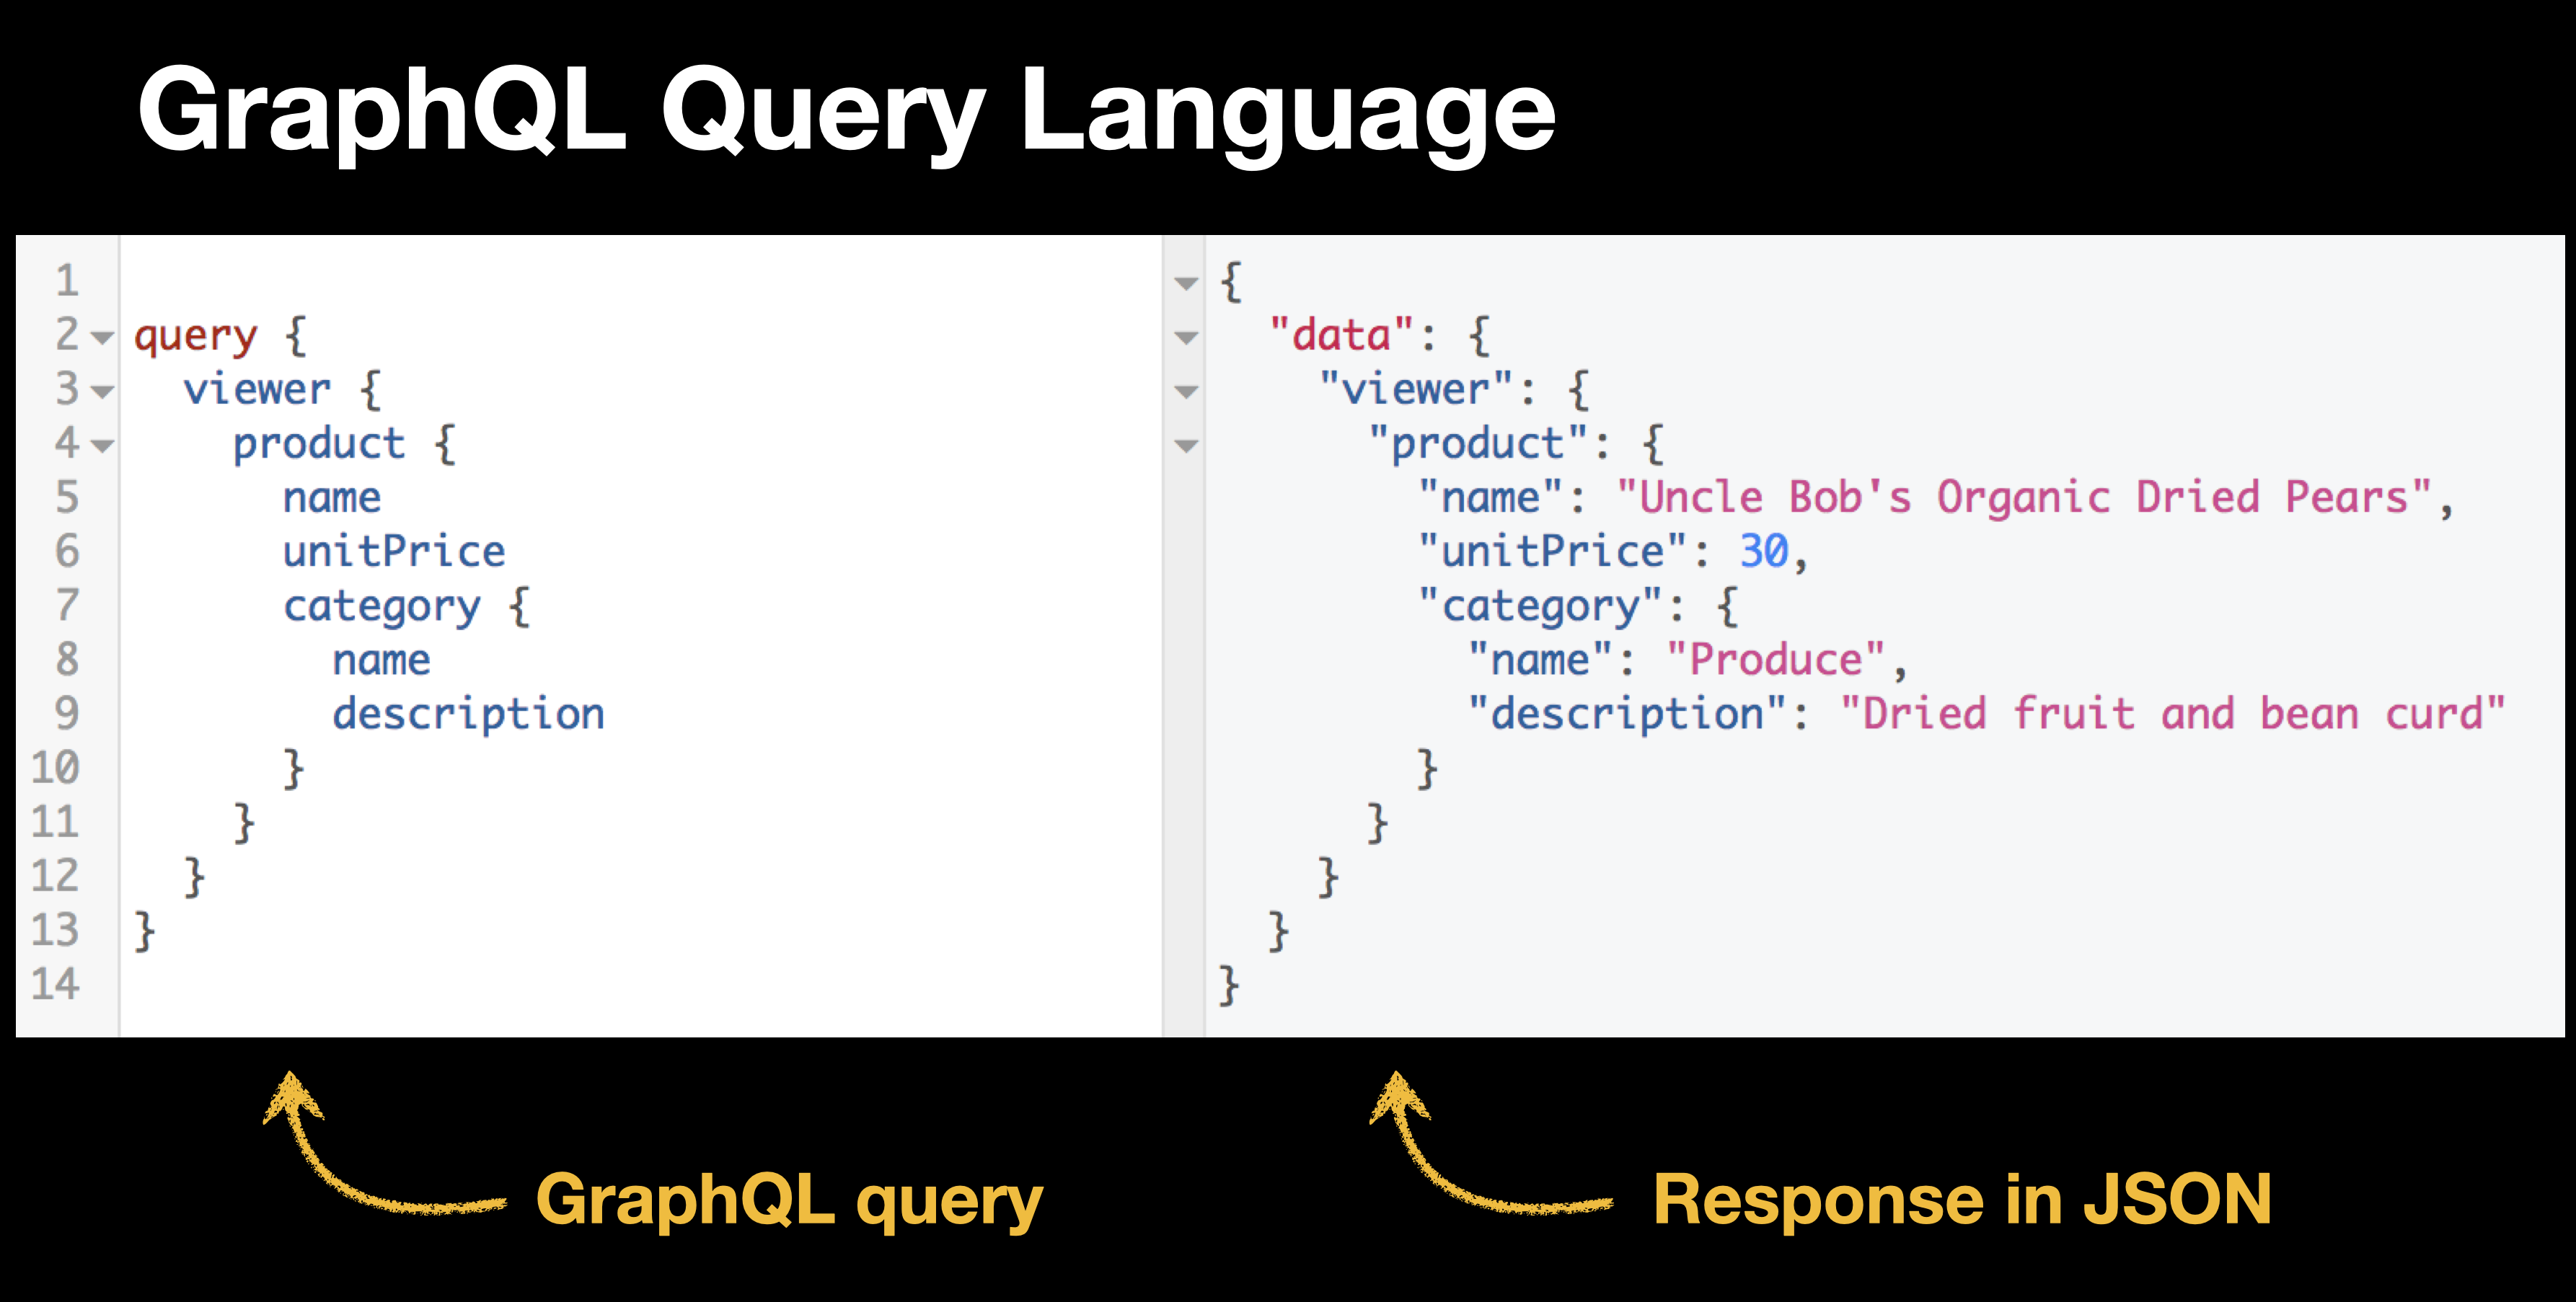 GraphQL Query Language
1
2 query {
3   viewer {
4     product {
5       name
6       unitPrice
7       category {
8         name
9         description
10       }
11     }
12   }
13 }
14
{
  "data": {
    "viewer": {
      "product": {
        "name": "Uncle Bob's Organic Dried Pears",
        "unitPrice": 30,
        "category": {
          "name": "Produce",
          "description": "Dried fruit and bean curd"
        }
      }
    }
  }
}
GraphQL query
Response in JSON